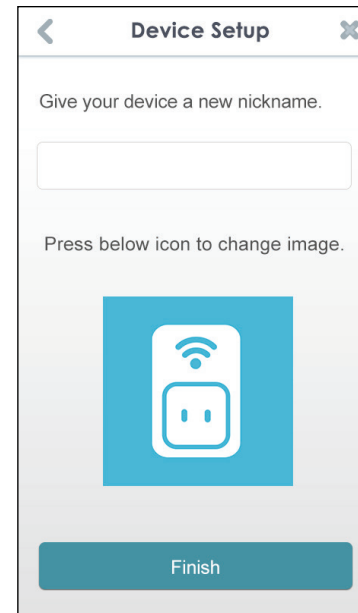 Device Setup
Give your device a new nickname.
Press below icon to change image.
Finish